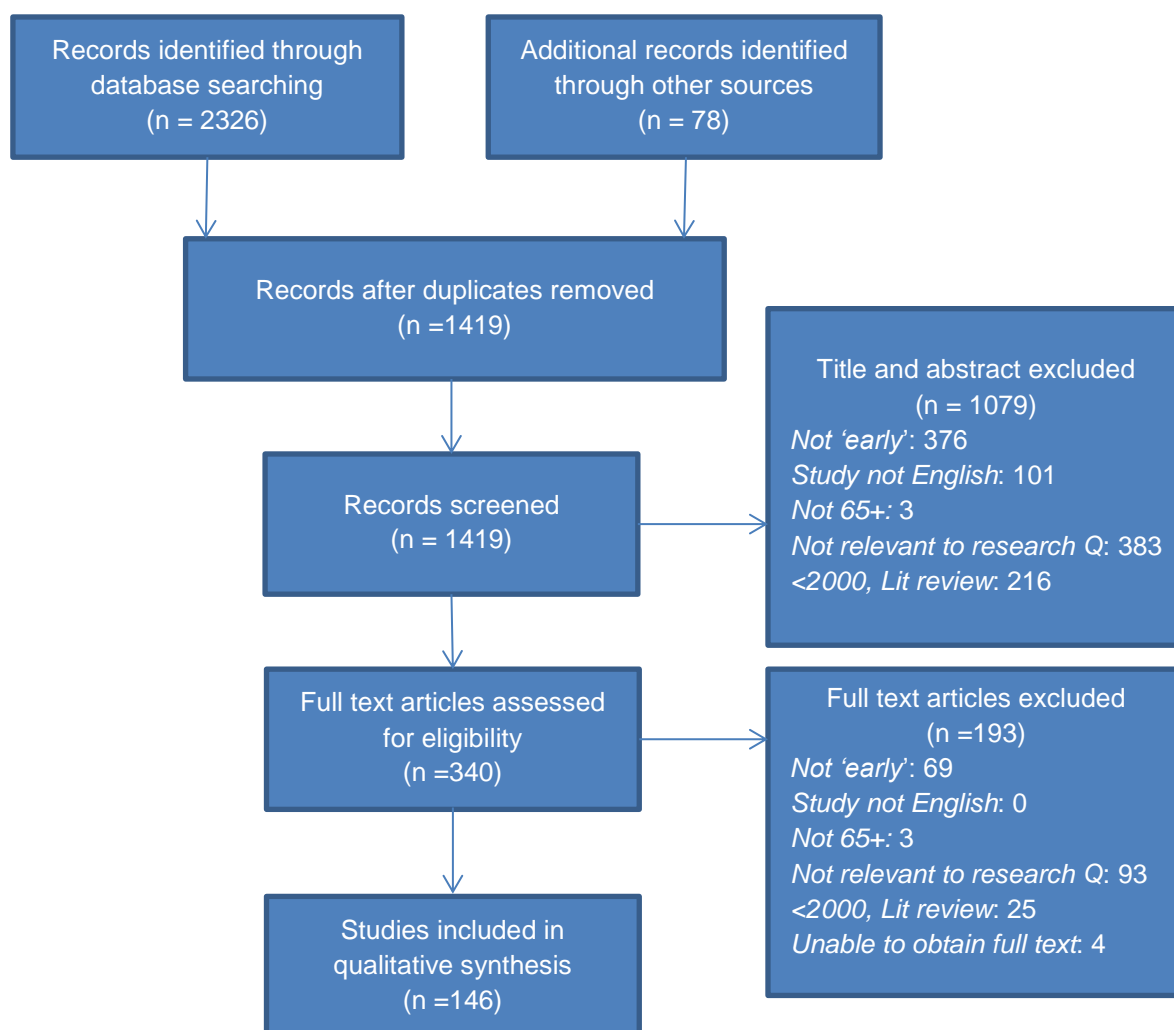 Records identified through
database searching
(n = 2326)
Additional records identified
through other sources
(n = 78)
Records after duplicates removed
(n =1419)
Records screened
(n = 1419)
Title and abstract excluded
(n = 1079)
Not ‘early’: 376
Study not English: 101
Not 65+: 3
Not relevant to research Q: 383
<2000, Lit review: 216
Full text articles assessed
for eligibility
(n =340)
Full text articles excluded
(n =193)
Not ‘early’: 69
Study not English: 0
Not 65+: 3
Not relevant to research Q: 93
<2000, Lit review: 25
Unable to obtain full text: 4
Studies included in
qualitative synthesis
(n =146)